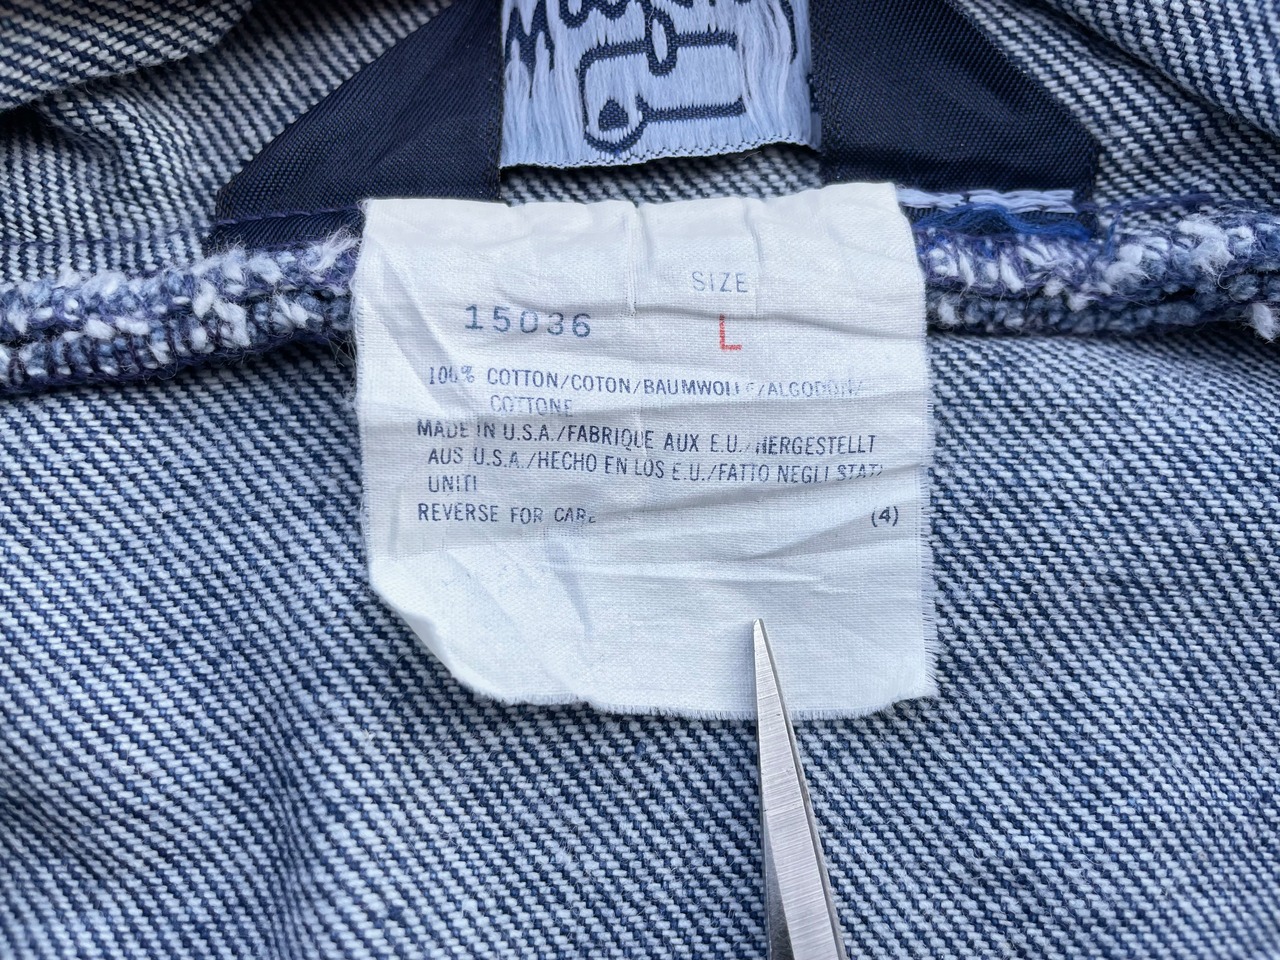 SIZE
15036 L
100% COTTON/COTON/BAUMWOLLE/ALGODON/
COTTONE
MADE IN U.S.A./FABRIQUE AUX E.U./HERGESTELLT
AUS U.S.A./HECHO EN LOS E.U./FATTO NEGLI STATI
UNITI
REVERSE FOR CARE (4)